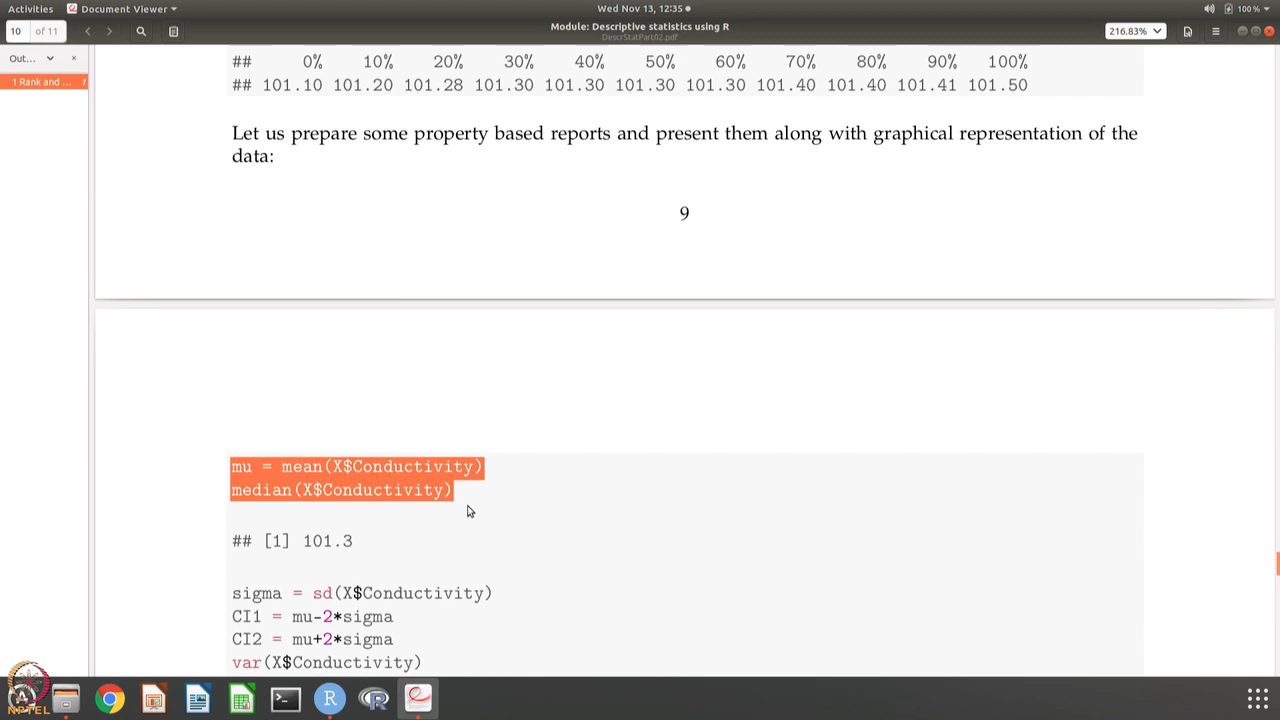 Activities
Document Viewer
Wed Nov 13, 12:35
100 %
10
of 11
Module: Descriptive statistics using R
DescrStatPart02.pdf
216.83%
Out...
1 Rank and ...
1
## 0% 10% 20% 30% 40% 50% 60% 70% 80% 90% 100%
## 101.10 101.20 101.28 101.30 101.30 101.30 101.30 101.40 101.40 101.41 101.50
Let us prepare some property based reports and present them along with graphical representation of the
data:
9
mu = mean(X$Conductivity)
median(X$Conductivity)
## [1] 101.3
sigma = sd(X$Conductivity)
CI1 = mu-2*sigma
CI2 = mu+2*sigma
var(X$Conductivity)
NPTEL
R
R